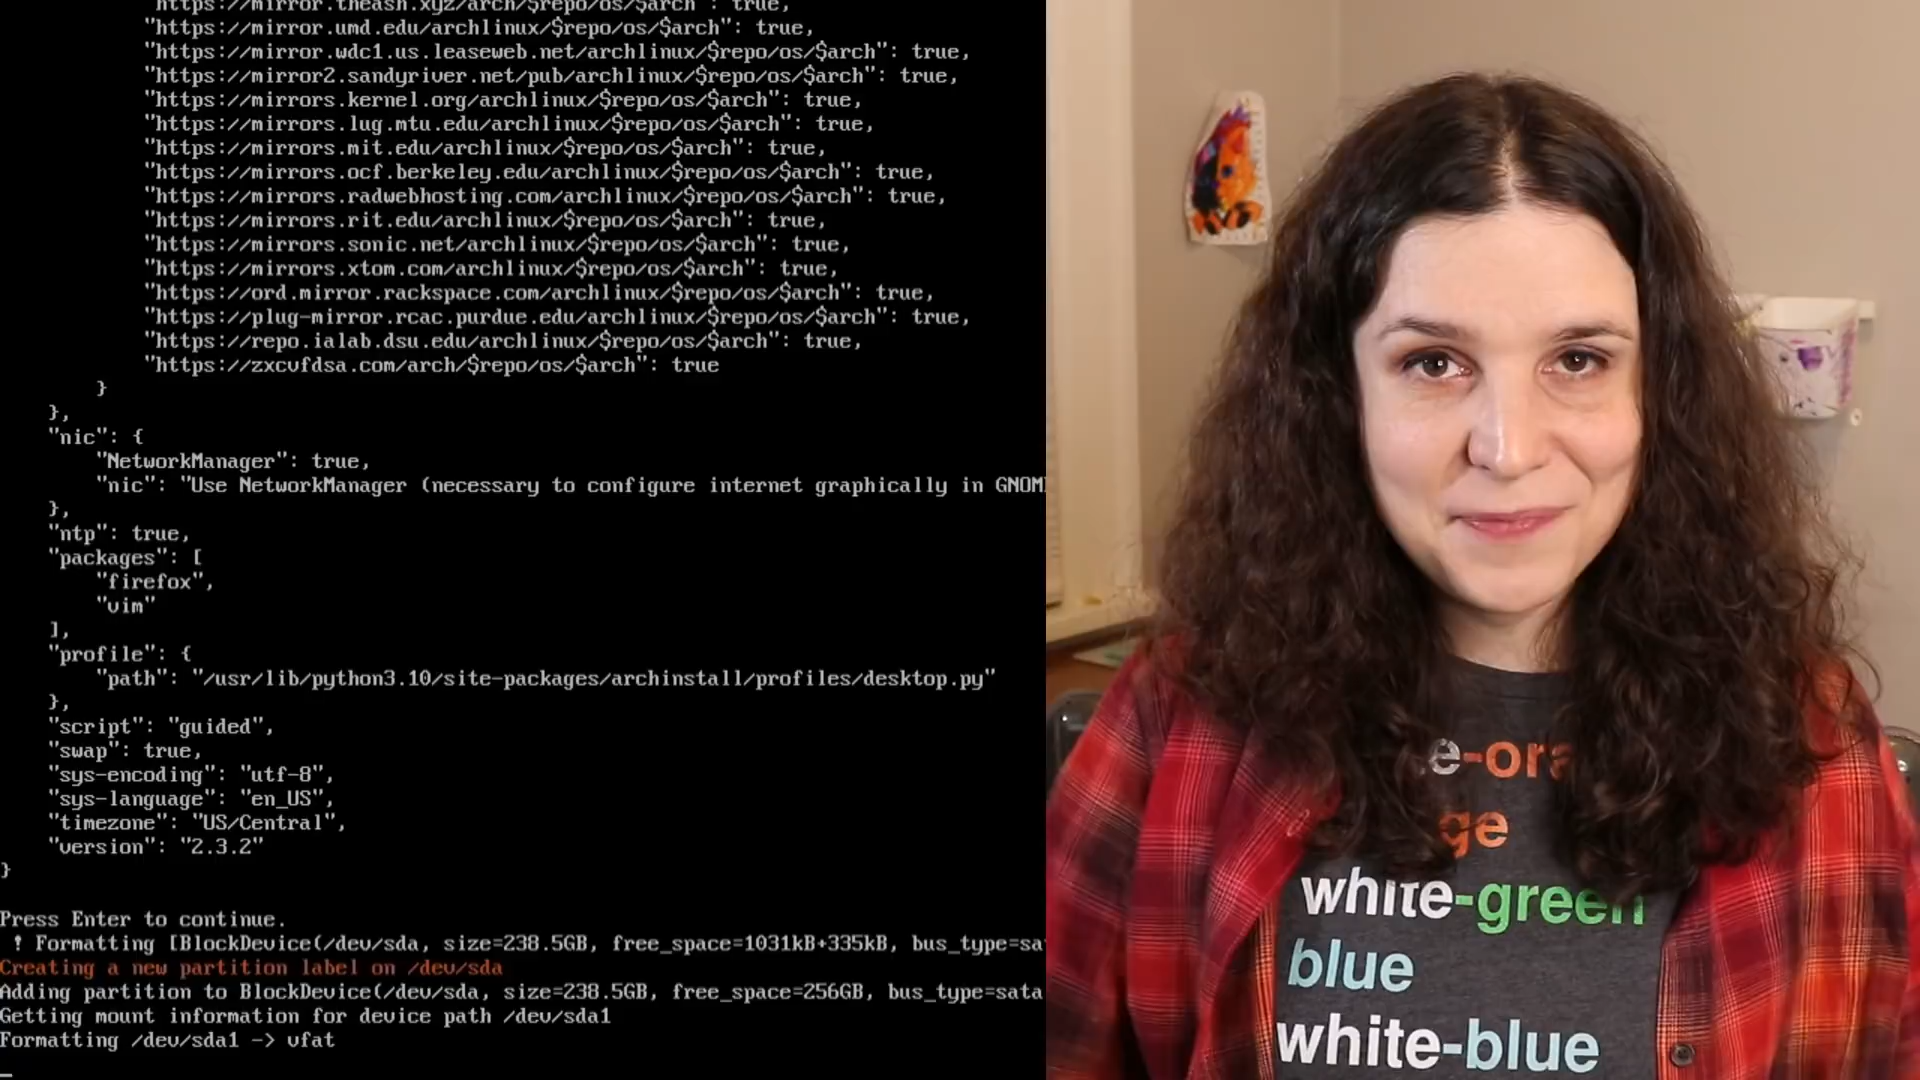 "https://mirror.theash.xyz/arch/$repo/os/$arch": true,
"https://mirror.umd.edu/archlinux/$repo/os/$arch": true,
"https://mirror.wdc1.us.leaseweb.net/archlinux/$repo/os/$arch": true,
"https://mirror2.sandyriver.net/pub/archlinux/$repo/os/$arch": true,
"https://mirrors.kernel.org/archlinux/$repo/os/$arch": true,
"https://mirrors.lug.mtu.edu/archlinux/$repo/os/$arch": true,
"https://mirrors.mit.edu/archlinux/$repo/os/$arch": true,
"https://mirrors.ocf.berkeley.edu/archlinux/$repo/os/$arch": true,
"https://mirrors.radwebhosting.com/archlinux/$repo/os/$arch": true,
"https://mirrors.rit.edu/archlinux/$repo/os/$arch": true,
"https://mirrors.sonic.net/archlinux/$repo/os/$arch": true,
"https://mirrors.xtom.com/archlinux/$repo/os/$arch": true,
"https://ord.mirror.rackspace.com/archlinux/$repo/os/$arch": true,
"https://plug-mirror.rcac.purdue.edu/archlinux/$repo/os/$arch": true,
"https://repo.ialab.dsu.edu/archlinux/$repo/os/$arch": true,
"https://zxcvfdsa.com/arch/$repo/os/$arch": true
}
},
"nic": {
"NetworkManager": true,
"nic": "Use NetworkManager (necessary to configure internet graphically in GNOM
},
"ntp": true,
"packages": [
"firefox",
"vim"
],
"profile": {
"path": "/usr/lib/python3.10/site-packages/archinstall/profiles/desktop.py"
},
"script": "guided",
"swap": true,
"sys-encoding": "utf-8",
"sys-language": "en_US",
"timezone": "US/Central",
"version": "2.3.2"
}
Press Enter to continue.
! Formatting [BlockDevice(/dev/sda, size=238.5GB, free_space=1031kB+335kB, bus_type=sa
Creating a new partition label on /dev/sda
Adding partition to BlockDevice(/dev/sda, size=238.5GB, free_space=256GB, bus_type=sata
Getting mount information for device path /dev/sda1
Formatting /dev/sda1 -> vfat
e-ora
ge
white-green
blue
white-blue